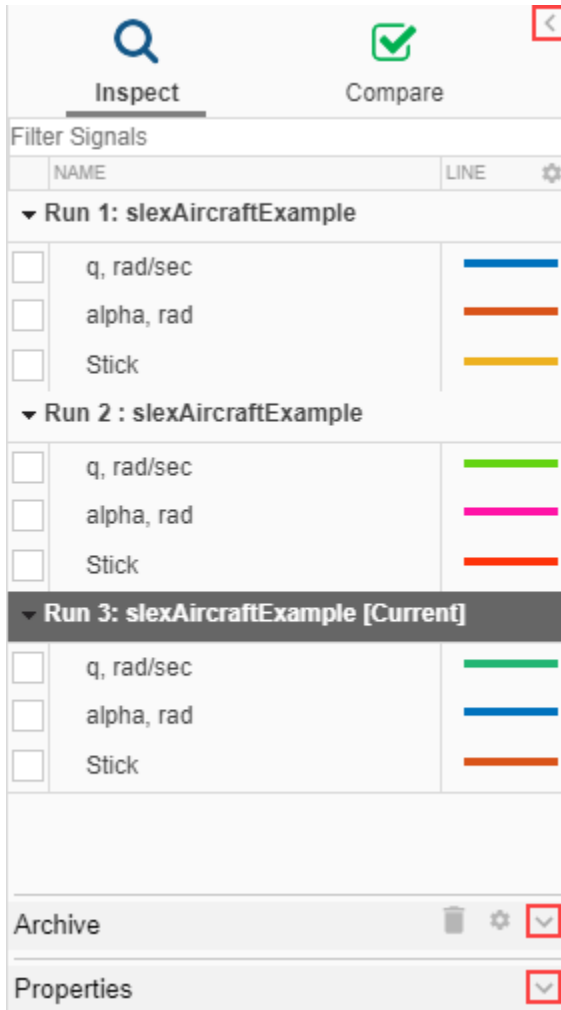 Inspect Compare
Filter Signals
NAME LINE
Run 1: slexAircraftExample
q, rad/sec
alpha, rad
Stick
Run 2 : slexAircraftExample
q, rad/sec
alpha, rad
Stick
Run 3: slexAircraftExample [Current]
q, rad/sec
alpha, rad
Stick
Archive
Properties